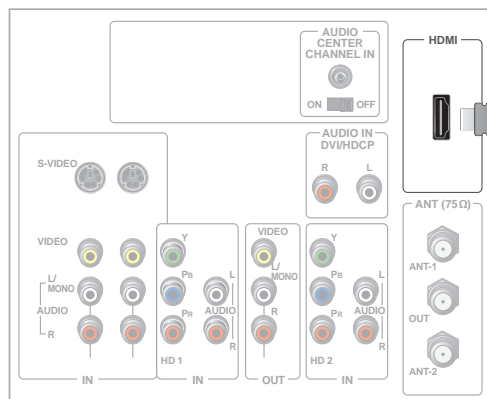 AUDIO
CENTER
CHANNEL IN
ON OFF
HDMI
S-VIDEO
AUDIO IN
DVI/HDCP
R L
ANT (75Ω)
VIDEO
L/
MONO
AUDIO
R
IN
Y
PB
PR
L
AUDIO
R
HD 1
IN
VIDEO
L/
MONO
R
OUT
Y
PB
PR
L
AUDIO
R
HD 2
IN
ANT-1
OUT
ANT-2